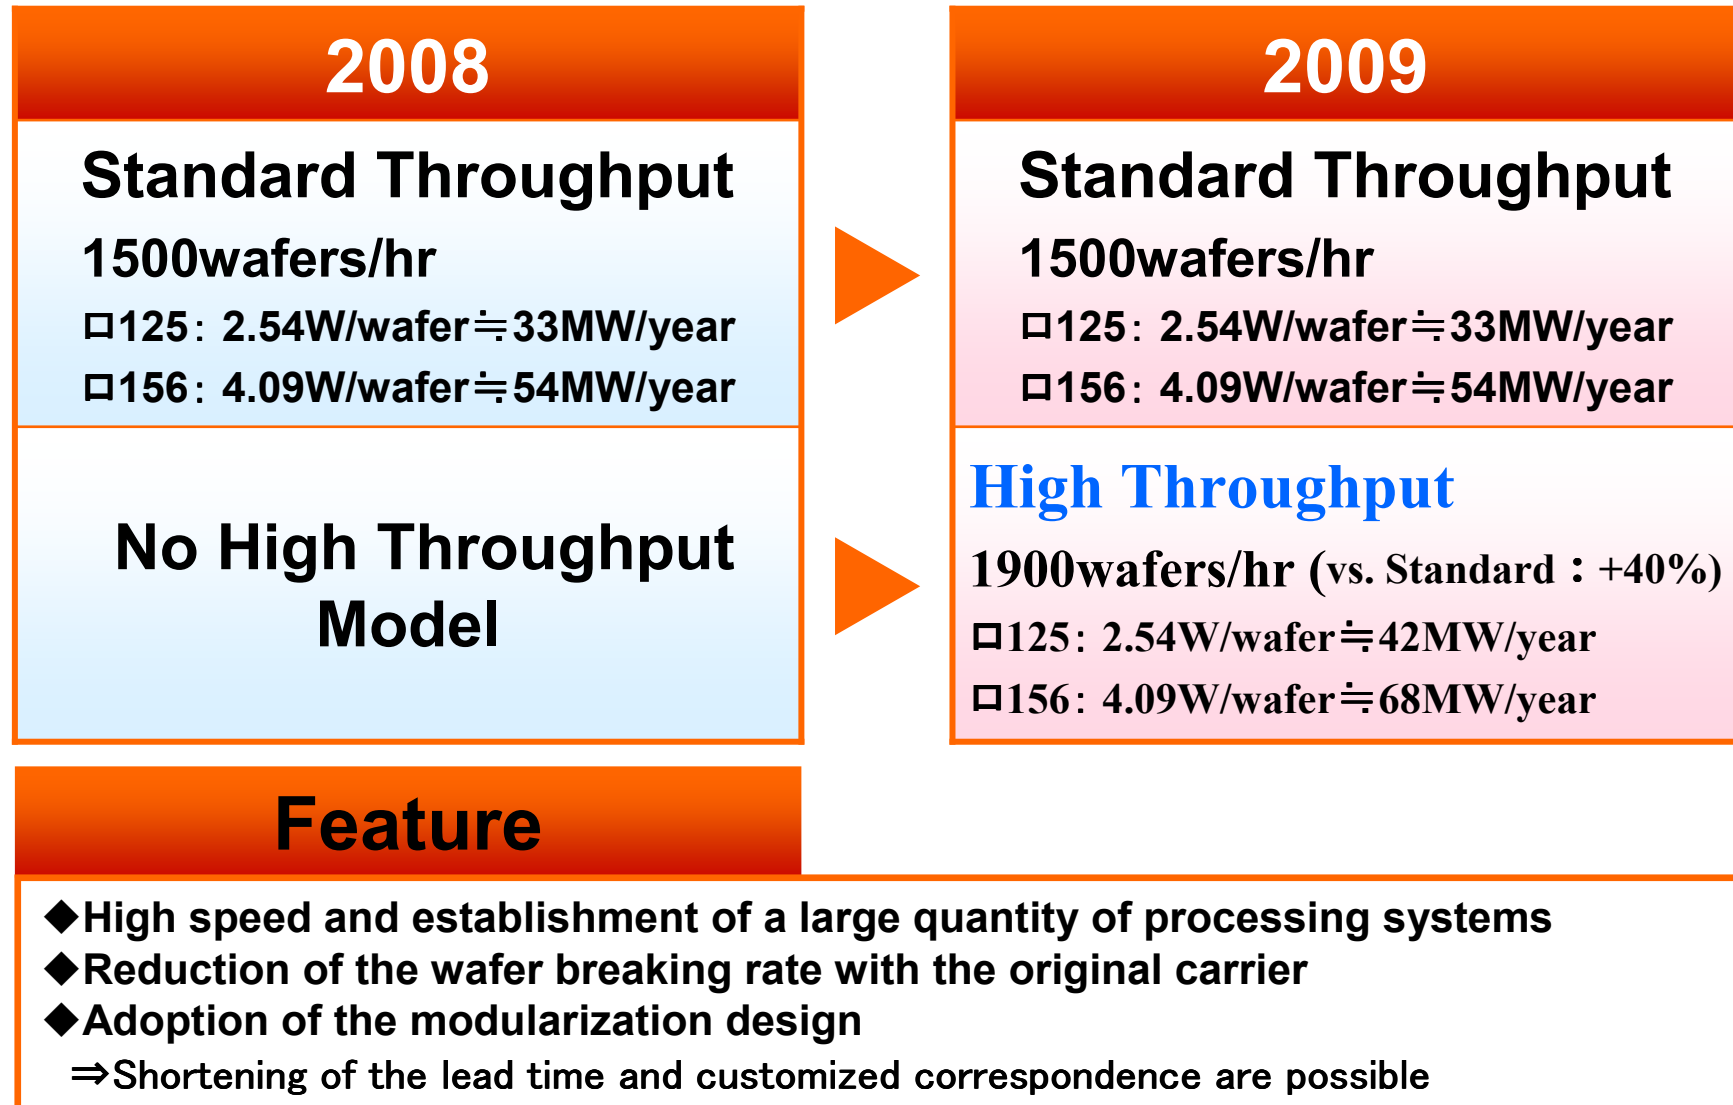 2008
Standard Throughput
1500wafers/hr
□125：2.54W/wafer≒33MW/year
□156：4.09W/wafer≒54MW/year
No High Throughput
Model
2009
Standard Throughput
1500wafers/hr
□125：2.54W/wafer≒33MW/year
□156：4.09W/wafer≒54MW/year
High Throughput
1900wafers/hr (vs. Standard：+40%)
□125：2.54W/wafer≒42MW/year
□156：4.09W/wafer≒68MW/year
Feature
◆High speed and establishment of a large quantity of processing systems
◆Reduction of the wafer breaking rate with the original carrier
◆Adoption of the modularization design
⇒Shortening of the lead time and customized correspondence are possible